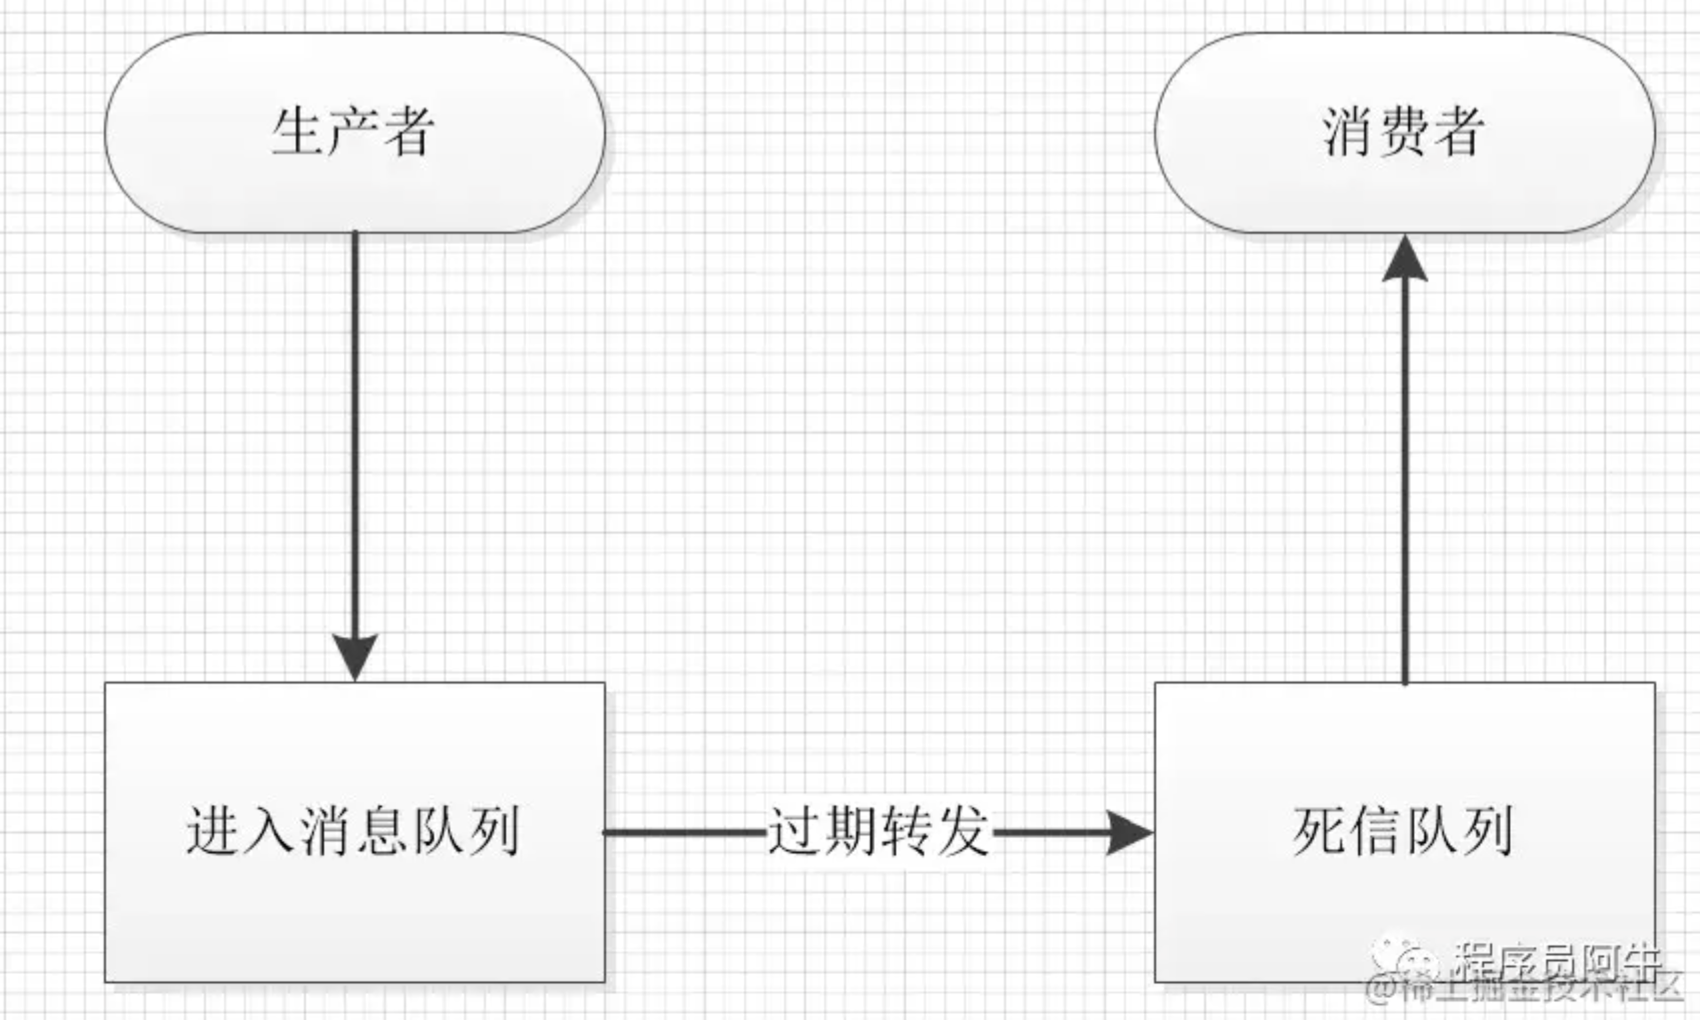 生产者
消费者
进入消息队列
过期转发
死信队列
程序员阿牛
@稀土掘金技术社区